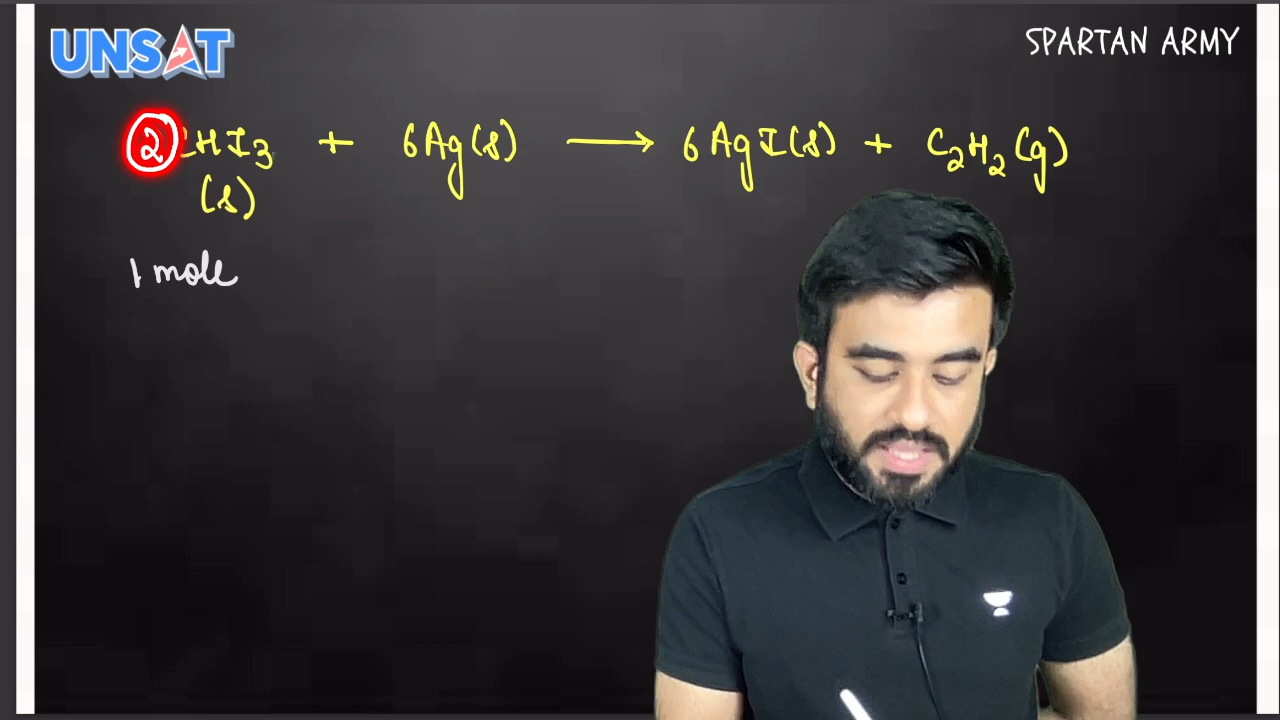 UNSAT
SPARTAN ARMY
2CHI₃ + 6Ag(s) ⟶ 6AgI(s) + C₂H₂(g)
(s)
1 mole